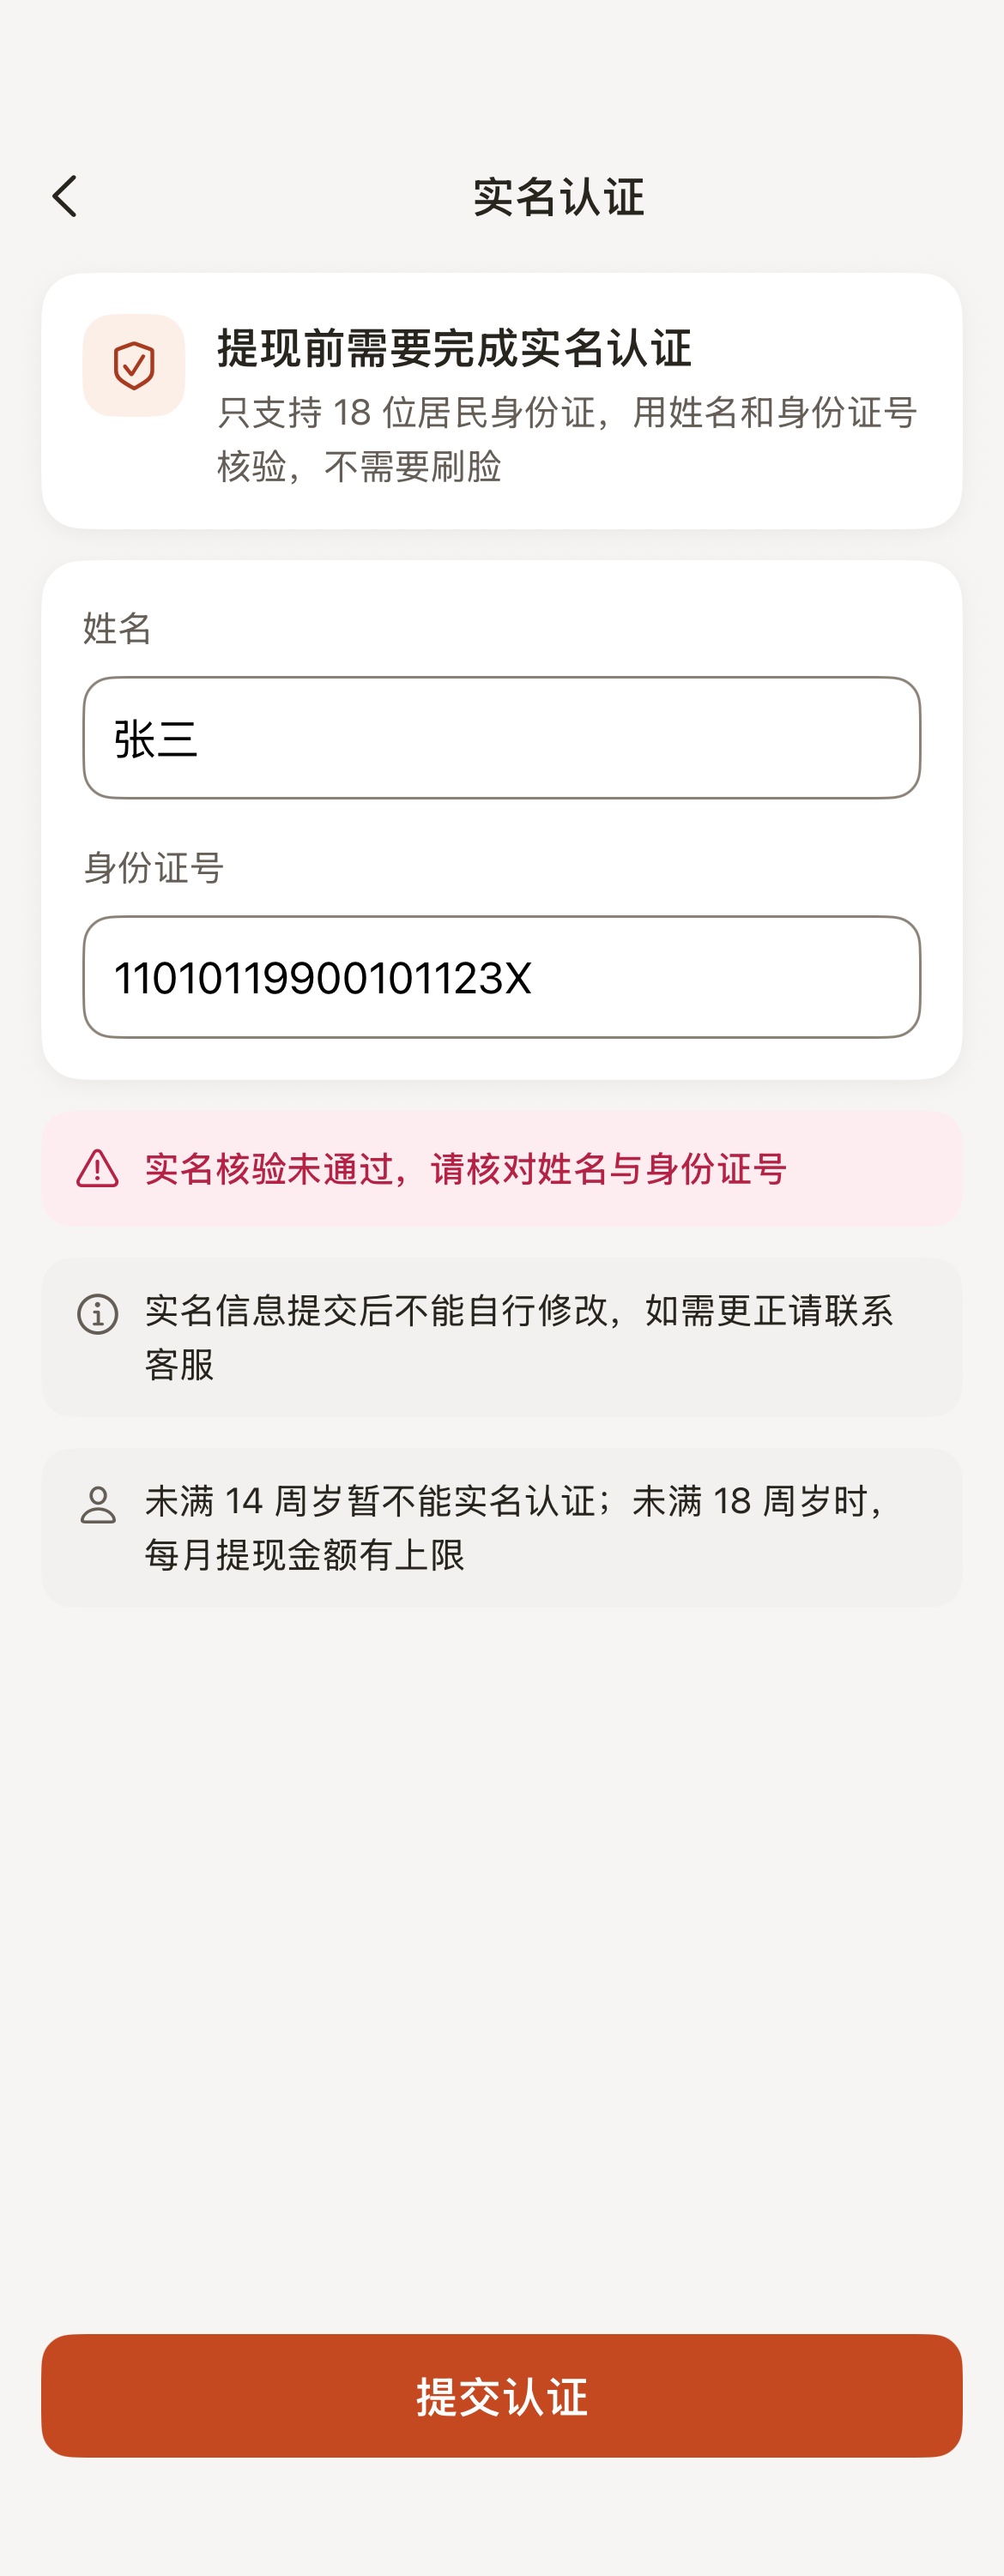 实名认证
提现前需要完成实名认证
只支持 18 位居民身份证，用姓名和身份证号
核验，不需要刷脸
姓名
张三
身份证号
11010119900101123X
实名核验未通过，请核对姓名与身份证号
实名信息提交后不能自行修改，如需更正请联系
客服
未满 14 周岁暂不能实名认证；未满 18 周岁时，
每月提现金额有上限
提交认证